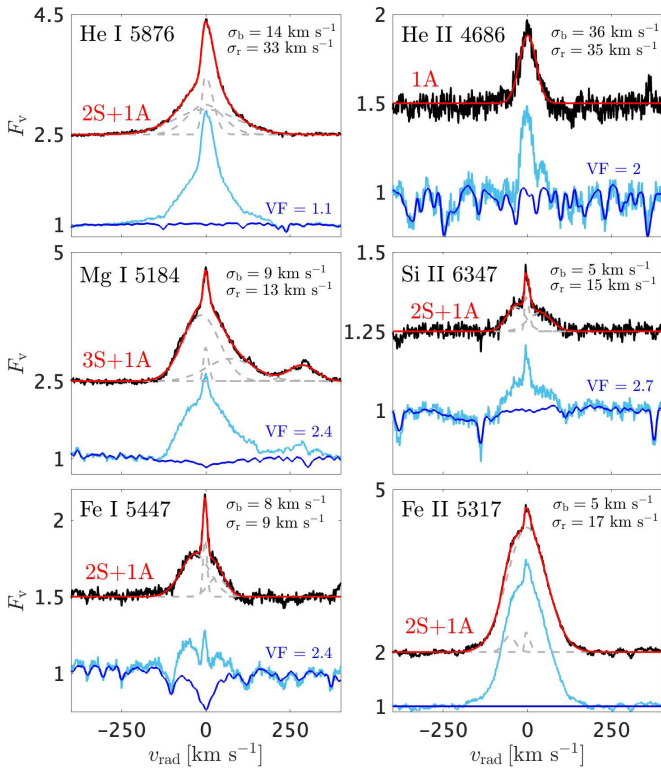 4.5
He I 5876
σb = 14 km s−1
σr = 33 km s−1
2S+1A
Fv
2.5
VF = 1.1
1
2
He II 4686
σb = 36 km s−1
σr = 35 km s−1
1A
1.5
VF = 2
1
5
Mg I 5184
σb = 9 km s−1
σr = 13 km s−1
3S+1A
Fv
2.5
VF = 2.4
1
1.5
Si II 6347
σb = 5 km s−1
σr = 15 km s−1
2S+1A
1.25
VF = 2.7
1
Fe I 5447
σb = 8 km s−1
σr = 9 km s−1
2
2S+1A
Fv
1.5
VF = 2.4
1
−250 0 250
vrad [km s−1]
5
Fe II 5317
σb = 5 km s−1
σr = 17 km s−1
2S+1A
2
1
−250 0 250
vrad [km s−1]